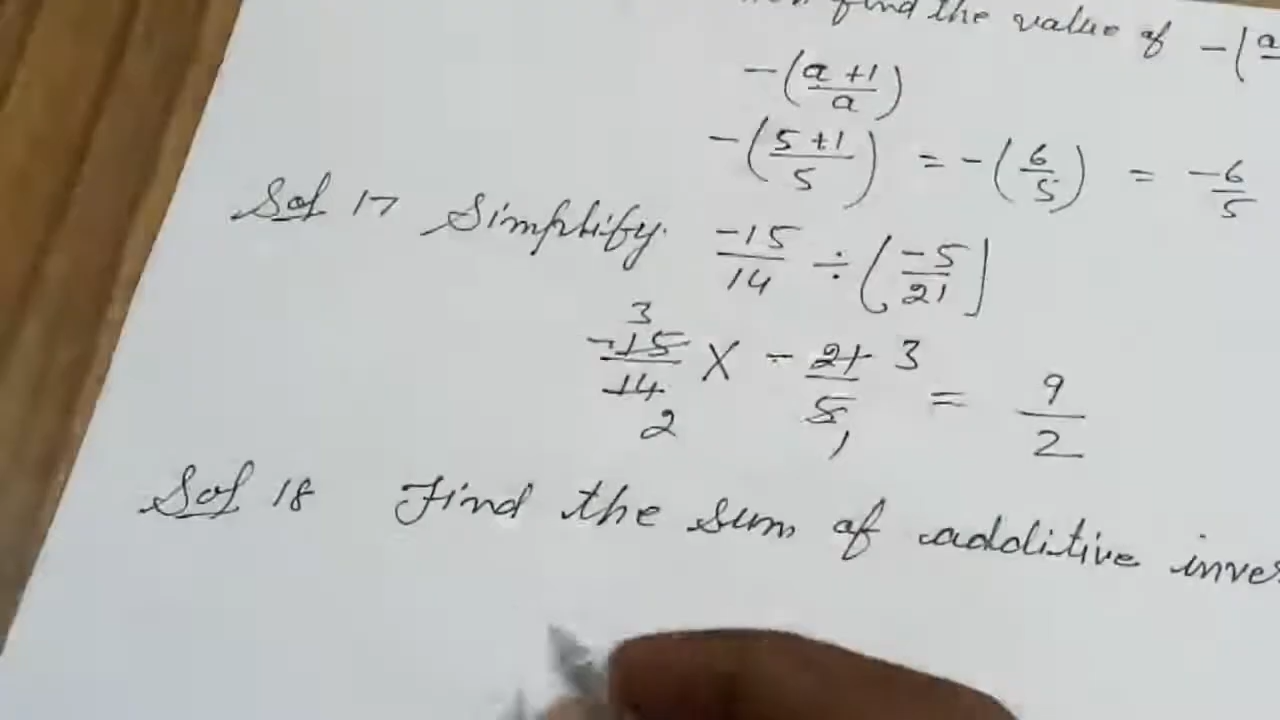 find the value of -(a
-(a+1/a)
-(5+1/5) = -(6/5) = -6/5
Sol 17 Simplify. -15/14 ÷ (-5/21)
-15/14 3 2 X - 21/5 3 1 = 9/2
Sol 18 Find the sum of additive inve